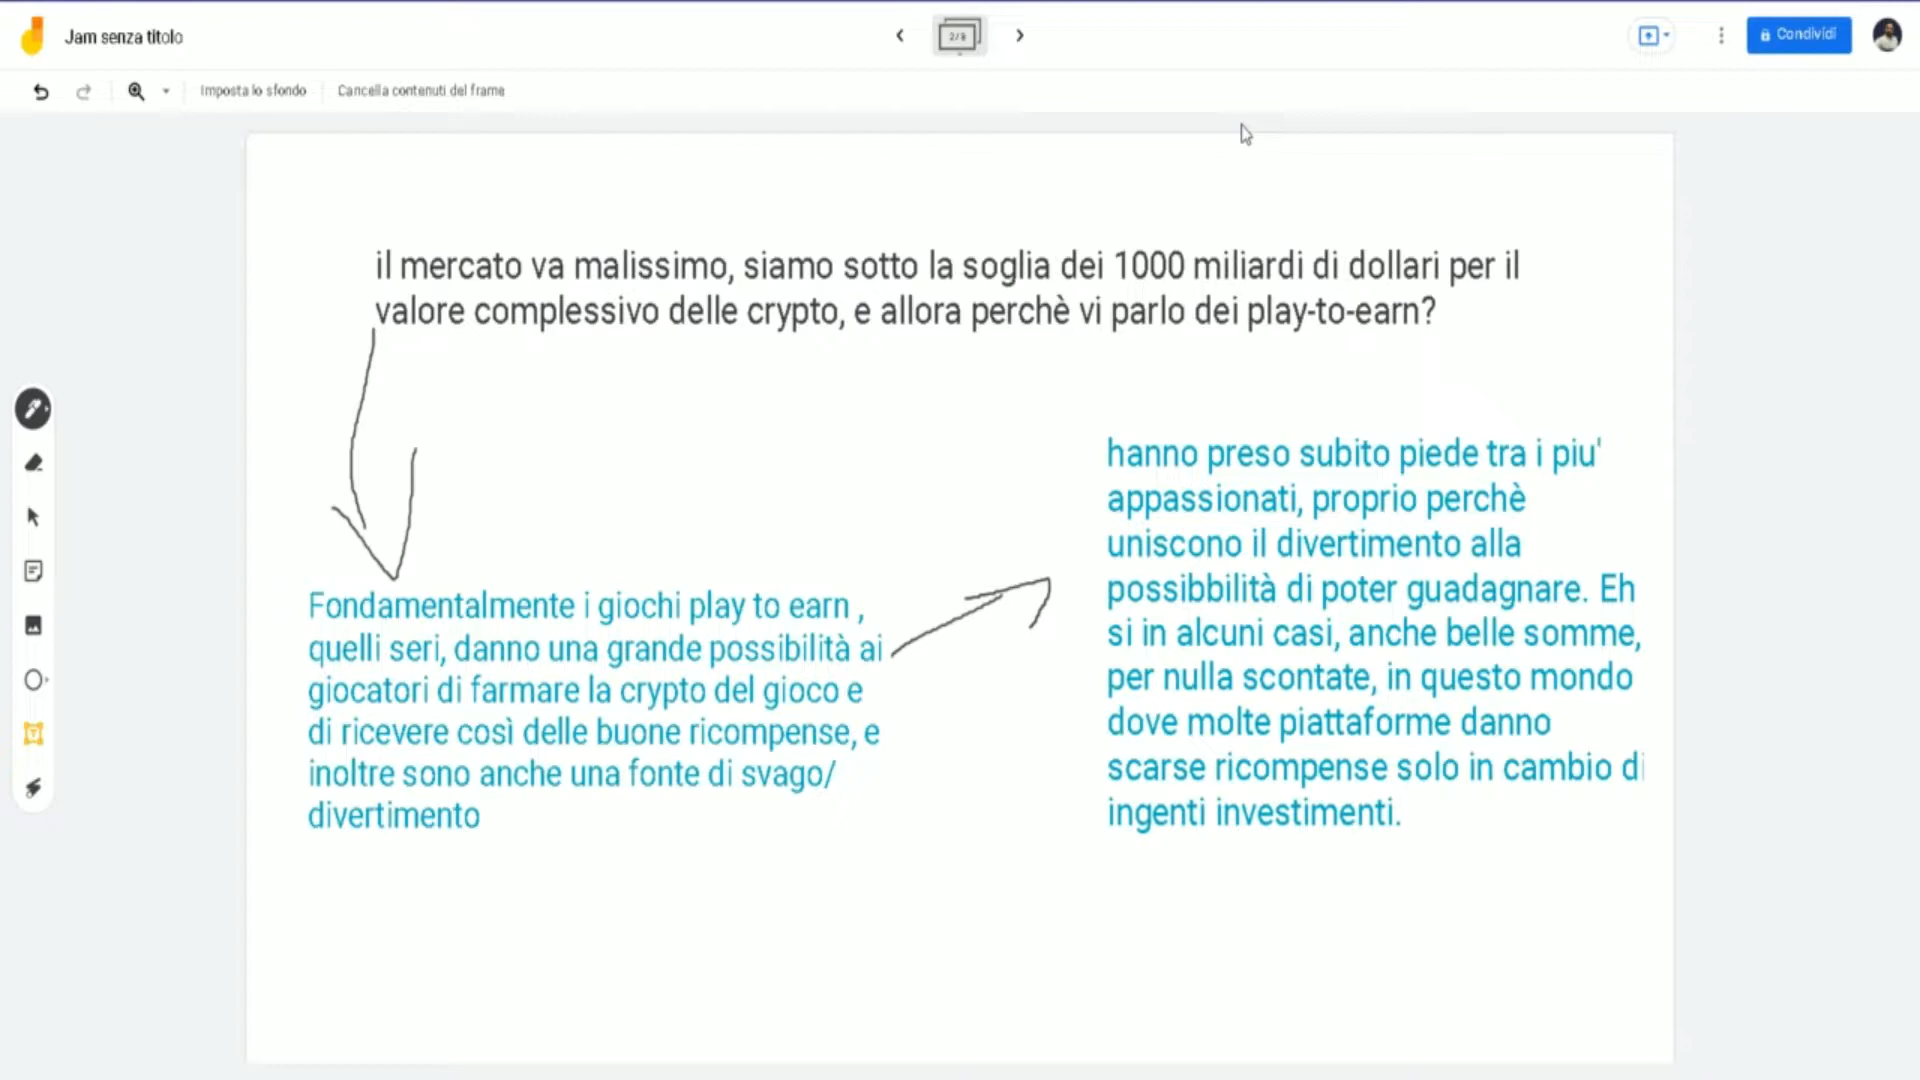 Jam senza titolo
2/8
Condividi
Imposta lo sfondo
Cancella contenuti del frame
il mercato va malissimo, siamo sotto la soglia dei 1000 miliardi di dollari per il
valore complessivo delle crypto, e allora perchè vi parlo dei play-to-earn?
Fondamentalmente i giochi play to earn ,
quelli seri, danno una grande possibilità ai
giocatori di farmare la crypto del gioco e
di ricevere così delle buone ricompense, e
inoltre sono anche una fonte di svago/
divertimento
hanno preso subito piede tra i piu'
appassionati, proprio perchè
uniscono il divertimento alla
possibbilità di poter guadagnare. Eh
si in alcuni casi, anche belle somme,
per nulla scontate, in questo mondo
dove molte piattaforme danno
scarse ricompense solo in cambio di
ingenti investimenti.